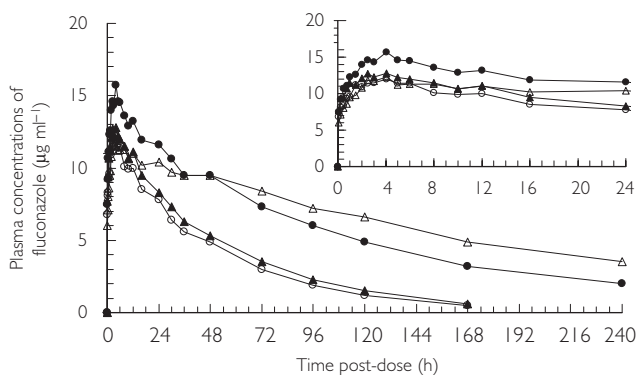 20
15
10
5
0
0 24 48 72 96 120 144 168 192 216 240
20
15
10
5
0
0 4 8 12 16 20 24
Plasma concentrations of
fluconazole (μg ml⁻¹)
Time post-dose (h)